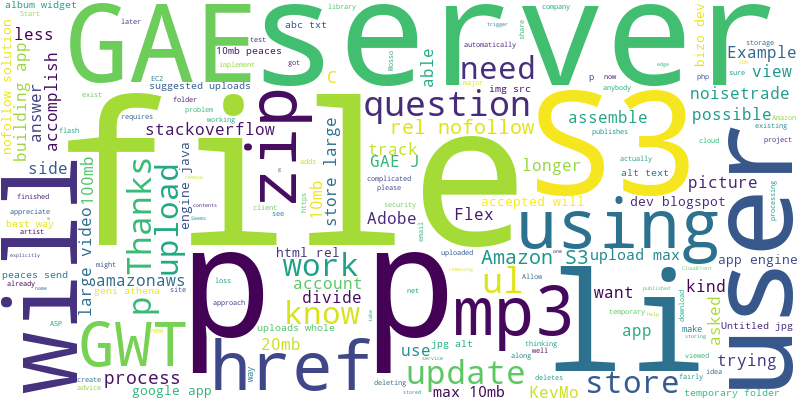 album widget
Start
GAE
server
file
S3
app
user
will
li
mp3
using
href
GWT
zip
question
need
rel nofollow
stackoverflow
upload
Thanks
p
work
know
update
store
Amazon S3
ul
picture
noisetrade
bizo dev
Example
view
possible
assemble
able
less
accomplish
answer
building app
nofollow solution
side
100mb
large video
amazonaws
process
google app
account
divide
20mb
html rel
store large
10mb
track
GAE J
Adobe
Flex
longer
accepted will
dev blogspot
alt text
upload max
app engine
want
kind
app
asked
Untitled jpg
trying
temporary folder
max 10mb
KevMo
use
jpg alt
uploads whole
engine java
suggested uploads
10mb peaces
abc txt
peaces send
geni athena
best way
later
library
company
trigger
share
automatically
img src
major
Mosso
got
test
implement
EC2
folder
exist
problem
working
requires
flash
adds
C
client
https
see
security
complicated
please
email
uploaded
removing
net
loss
approach
might
site
contents
remove
Seems
finished
appreciate
artist
already
explicitly
name
ASP
create
advice
way
deleting
deletes
stored
service
take
along
well
thinking
Allow
one
temporary
published
help
storing
make
download
CloudFront
viewed
fairly
idea
project
processing
existing
Amazon
storage
sure
php
now
anybody
publishes
actually
cloud
edge